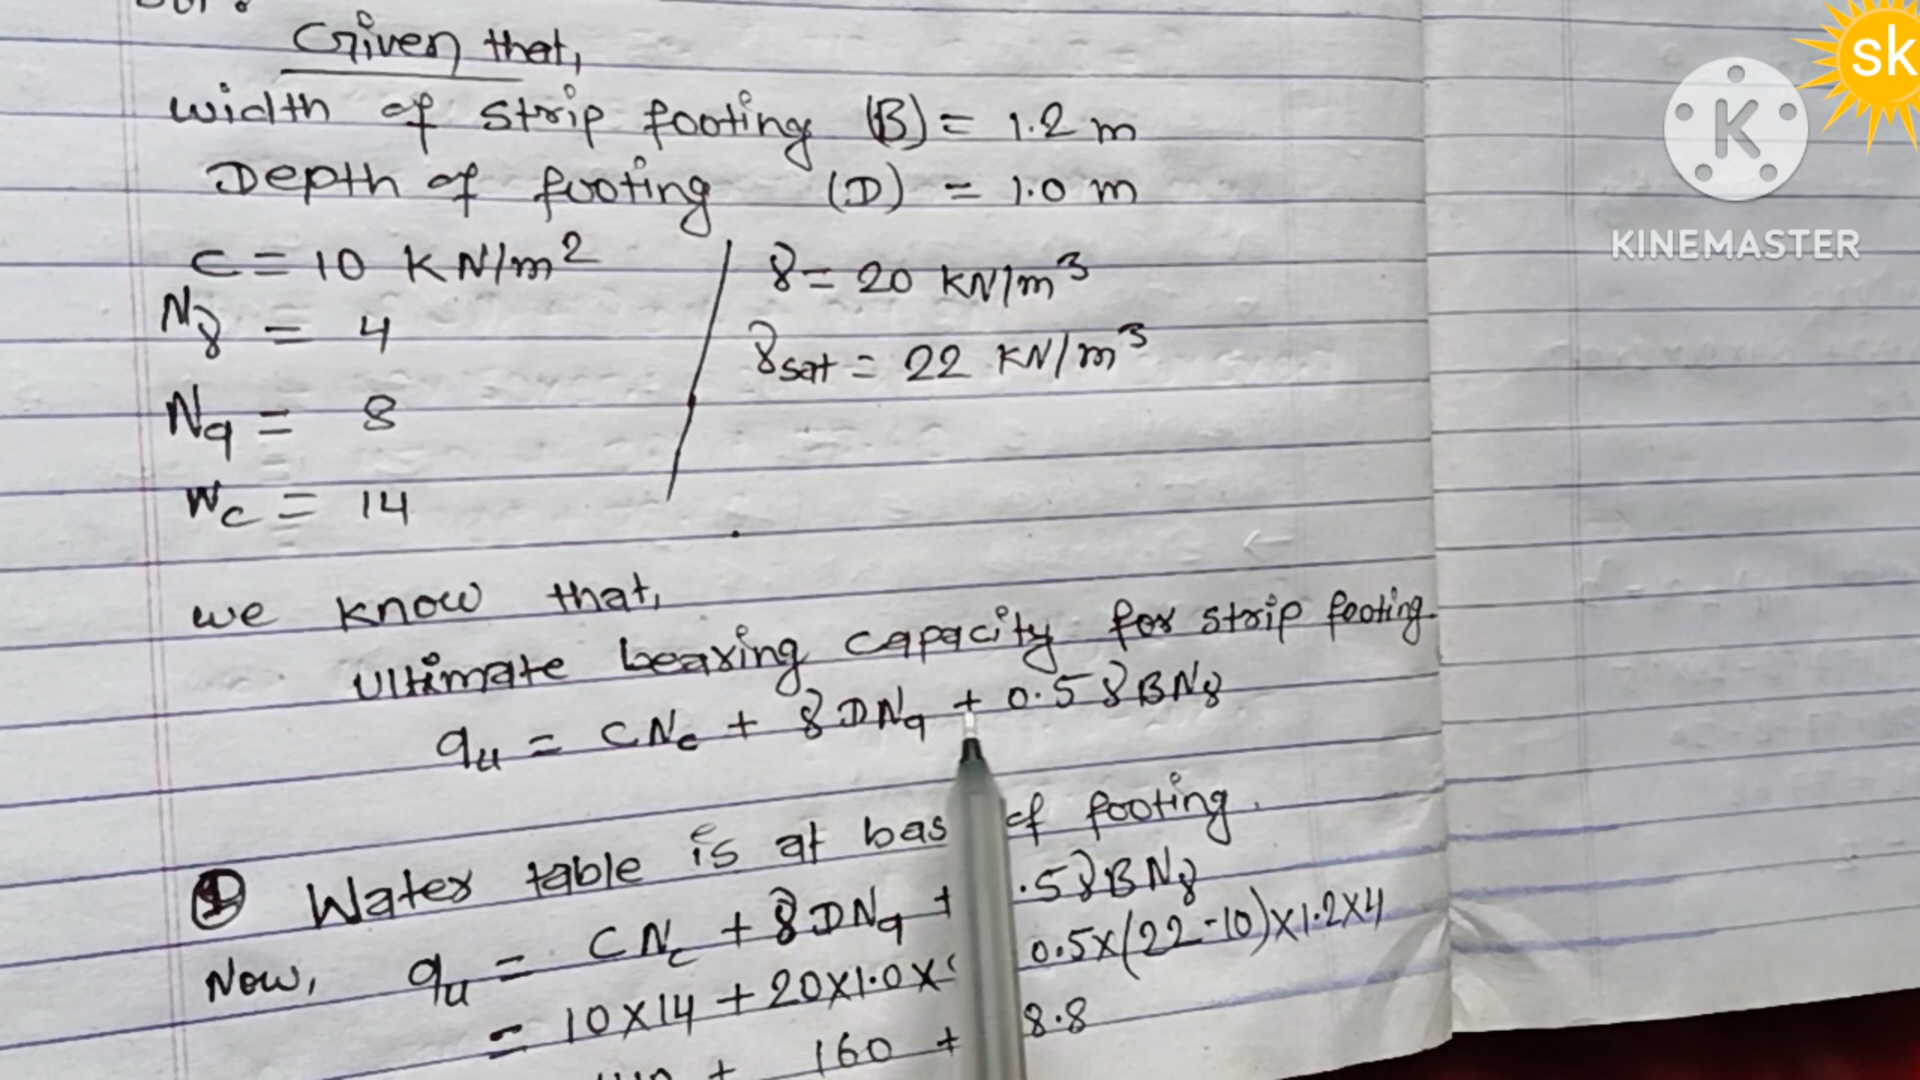 Given that,
width of strip footing (B) = 1.2 m
Depth of footing (D) = 1.0 m
C = 10 KN/m²
γ = 20 KN/m³
Nγ = 4
γsat = 22 KN/m³
Nq = 8
Wc = 14
we know that,
Ultimate bearing capacity for strip footing
qu = CNc + γDNq + 0.5γBNγ
① Water table is at bas of footing.
Now, qu = CNc + γDNq + .5γBNγ
= 10×14 + 20×1.0× 0.5×(22-10)×1.2×4
+ 160 + 8.8
sk
K
KINEMASTER